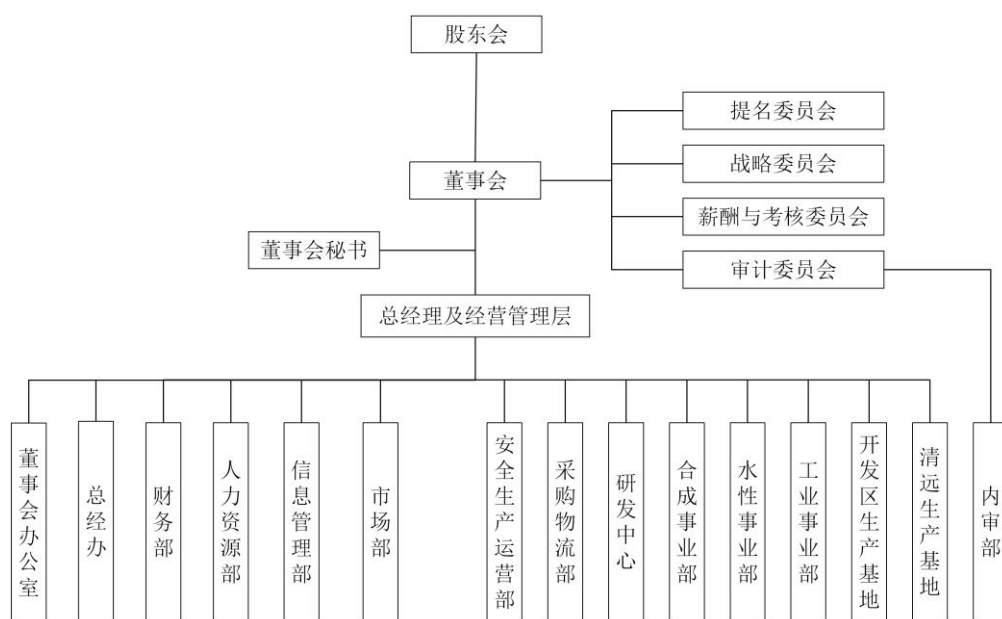 股东会
提名委员会
战略委员会
董事会
薪酬与考核委员会
董事会秘书
审计委员会
总经理及经营管理层
董事会办公室
总经办
财务部
人力资源部
信息管理部
市场部
安全生产运营部
采购物流部
研发中心
合成事业部
水性事业部
工业事业部
开发区生产基地
清远生产基地
内审部